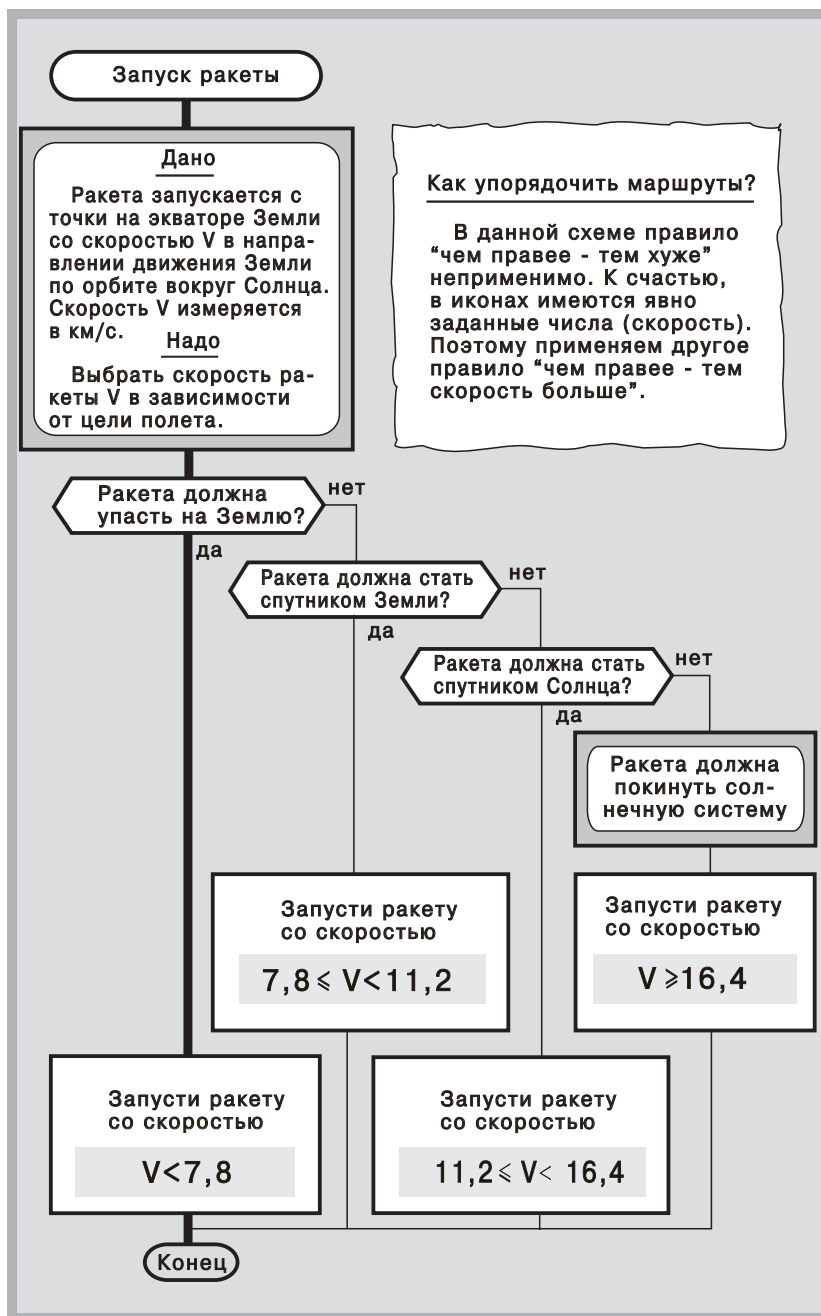 Запуск ракеты
Дано
Ракета запускается с
точки на экваторе Земли
со скоростью V в направ-
влении движения Земли
по орбите вокруг Солнца.
Скорость V измеряется
в км/с.
Надо
Выбрать скорость ра-
кеты V в зависимости
от цели полета.
Как упорядочить маршруты?
В данной схеме правило
“чем правее - тем хуже”
неприменимо. К счастью,
в иконах имеются явно
заданные числа (скорость).
Поэтому применяем другое
правило “чем правее - тем
скорость больше”.
Ракета должна
упасть на Землю?
нет
да
Ракета должна стать
спутником Земли?
нет
да
Ракета должна стать
спутником Солнца?
нет
да
Ракета должна
покинуть сол-
нечную систему
Запусти ракету
со скоростью
7,8 ⩽ V<11,2
Запусти ракету
со скоростью
V ⩾16,4
Запусти ракету
со скоростью
V<7,8
Запусти ракету
со скоростью
11,2 ⩽ V< 16,4
Конец